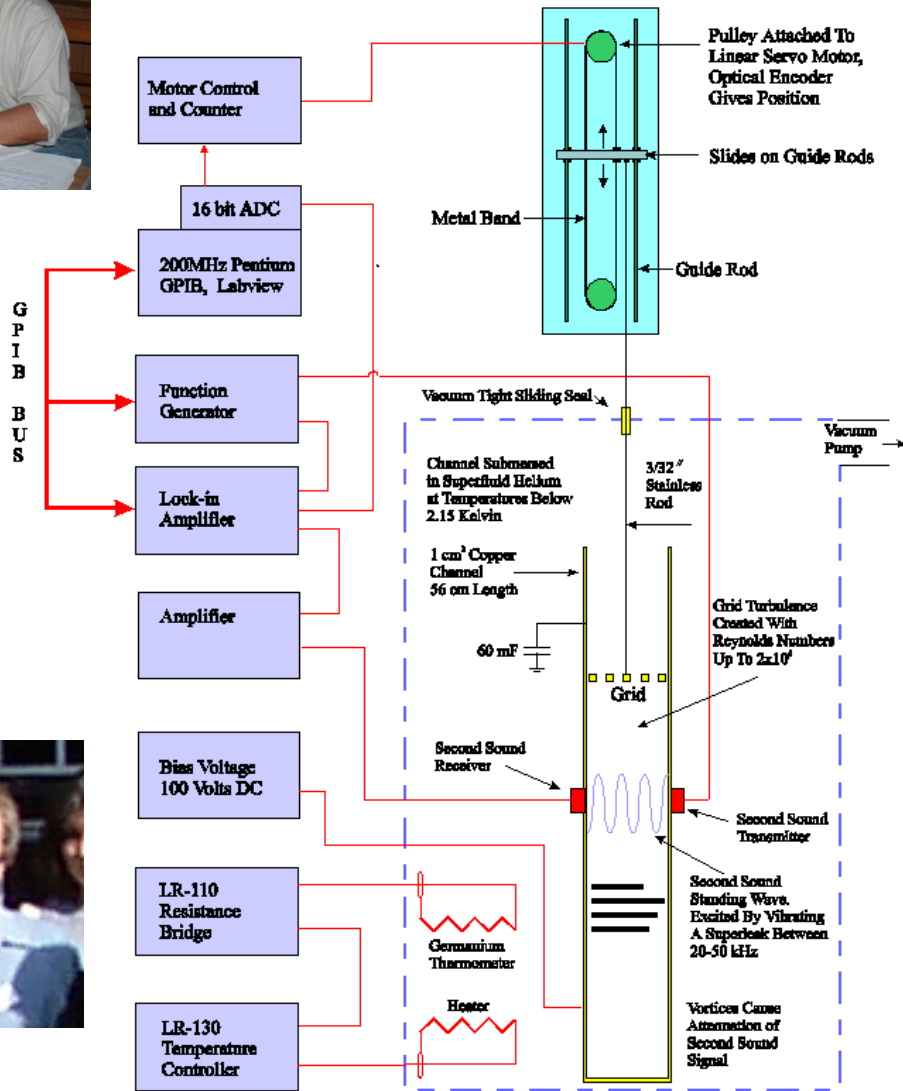 Motor Control
and Counter
16 bit ADC
200MHz Pentium
GPIB, Labview
GPIB BUS
Function
Generator
Lock-in
Amplifier
Amplifier
Bias Voltage
100 Volts DC
LR-110
Resistance
Bridge
LR-130
Temperature
Controller
Pulley Attached To
Linear Servo Motor,
Optical Encoder
Gives Position
Slides on Guide Rods
Metal Band
Guide Rod
Vacuum Tight Sliding Seal
Vacuum
Pump
Channel Submersed
in Superfluid Helium
at Temperatures Below
2.15 Kelvin
3/32 "
Stainless
Rod
1 cm² Copper
Channel
56 cm Length
60 mF
Grid
Grid Turbulence
Created With
Reynolds Numbers
Up To
Second Sound
Receiver
Second Sound
Transmitter
Second Sound
Standing Wave.
Excited By Vibrating
A Superleak Between
20-50 kHz
Germanium
Thermometer
Heater
Vortices Cause
Attenuation of
Second Sound
Signal